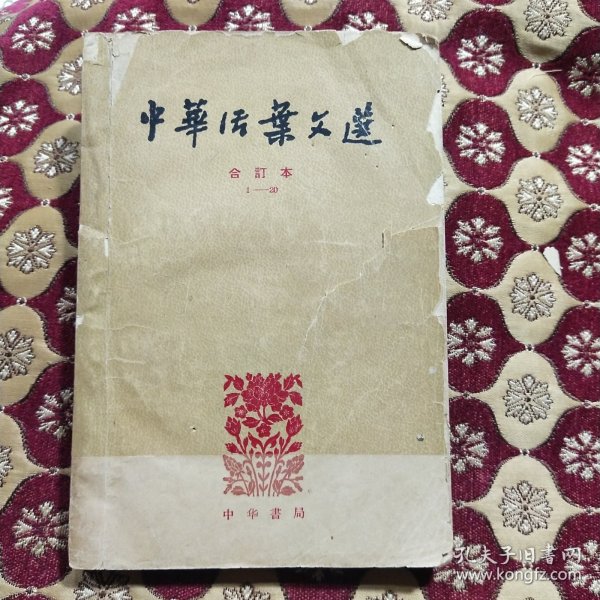 中華活葉文選
合訂本
1—20
中华書局
孔夫子旧书网
www.kongfz.com